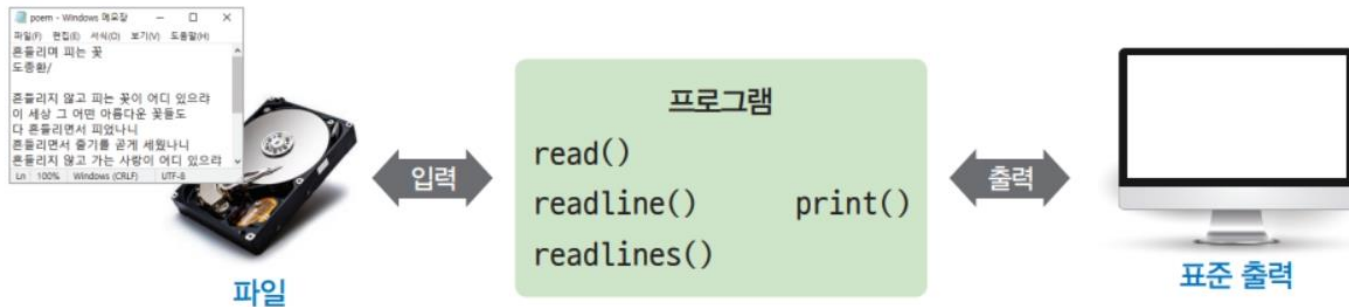 poem - Windows 메모장
파일(F) 편집(E) 서식(O) 보기(V) 도움말(H)
흔들리며 피는 꽃
도종환/
흔들리지 않고 피는 꽃이 어디 있으랴
이 세상 그 어떤 아름다운 꽃들도
다 흔들리면서 피었나니
흔들리면서 줄기를 곧게 세웠나니
흔들리지 않고 가는 사랑이 어디 있으랴
Ln 100% Windows (CRLF) UTF-8
파일
입력
프로그램
read()
readline() print()
readlines()
출력
표준 출력